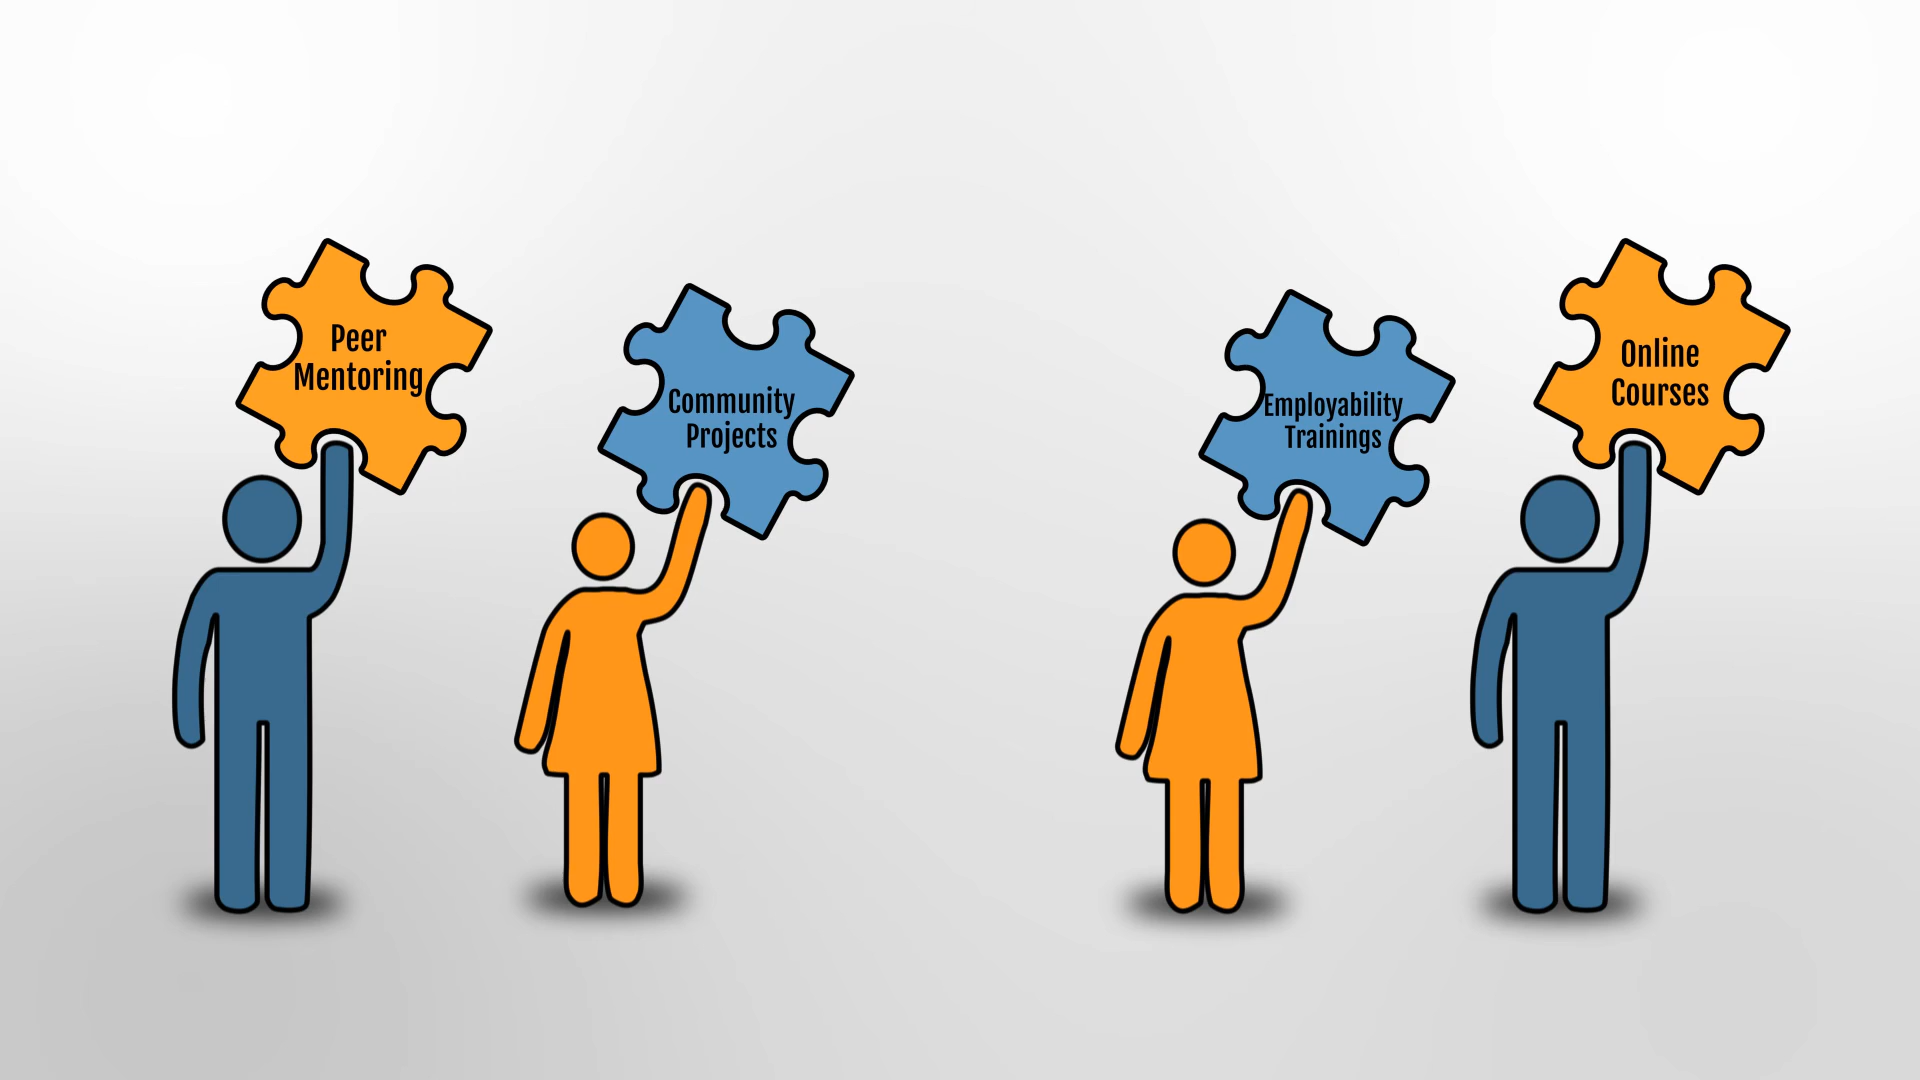 Peer
Mentoring
Community
Projects
Employability
Trainings
Online
Courses